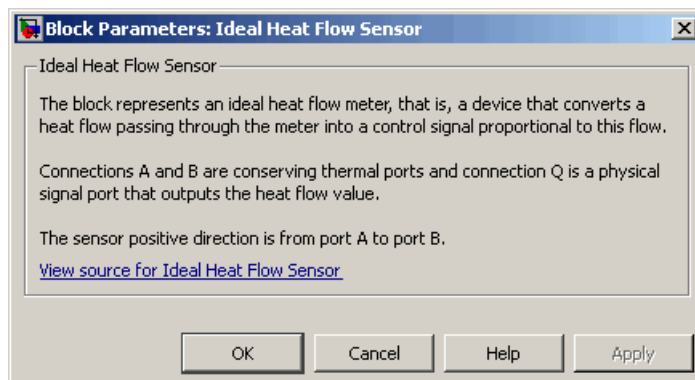 Block Parameters: Ideal Heat Flow Sensor
Ideal Heat Flow Sensor
The block represents an ideal heat flow meter, that is, a device that converts a
heat flow passing through the meter into a control signal proportional to this flow.
Connections A and B are conserving thermal ports and connection Q is a physical
signal port that outputs the heat flow value.
The sensor positive direction is from port A to port B.
View source for Ideal Heat Flow Sensor
OK Cancel Help Apply